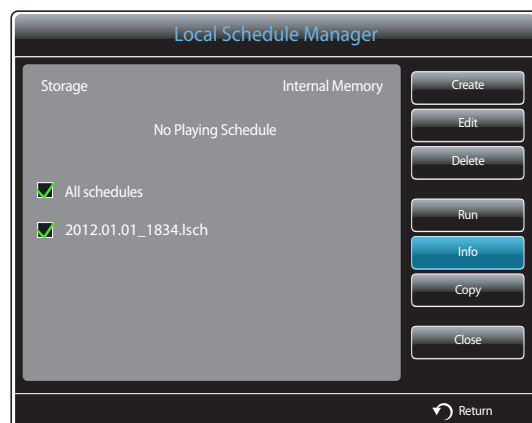 Local Schedule Manager
Storage Internal Memory
No Playing Schedule
All schedules
2012.01.01_1834.lsch
Create
Edit
Delete
Run
Info
Copy
Close
Return